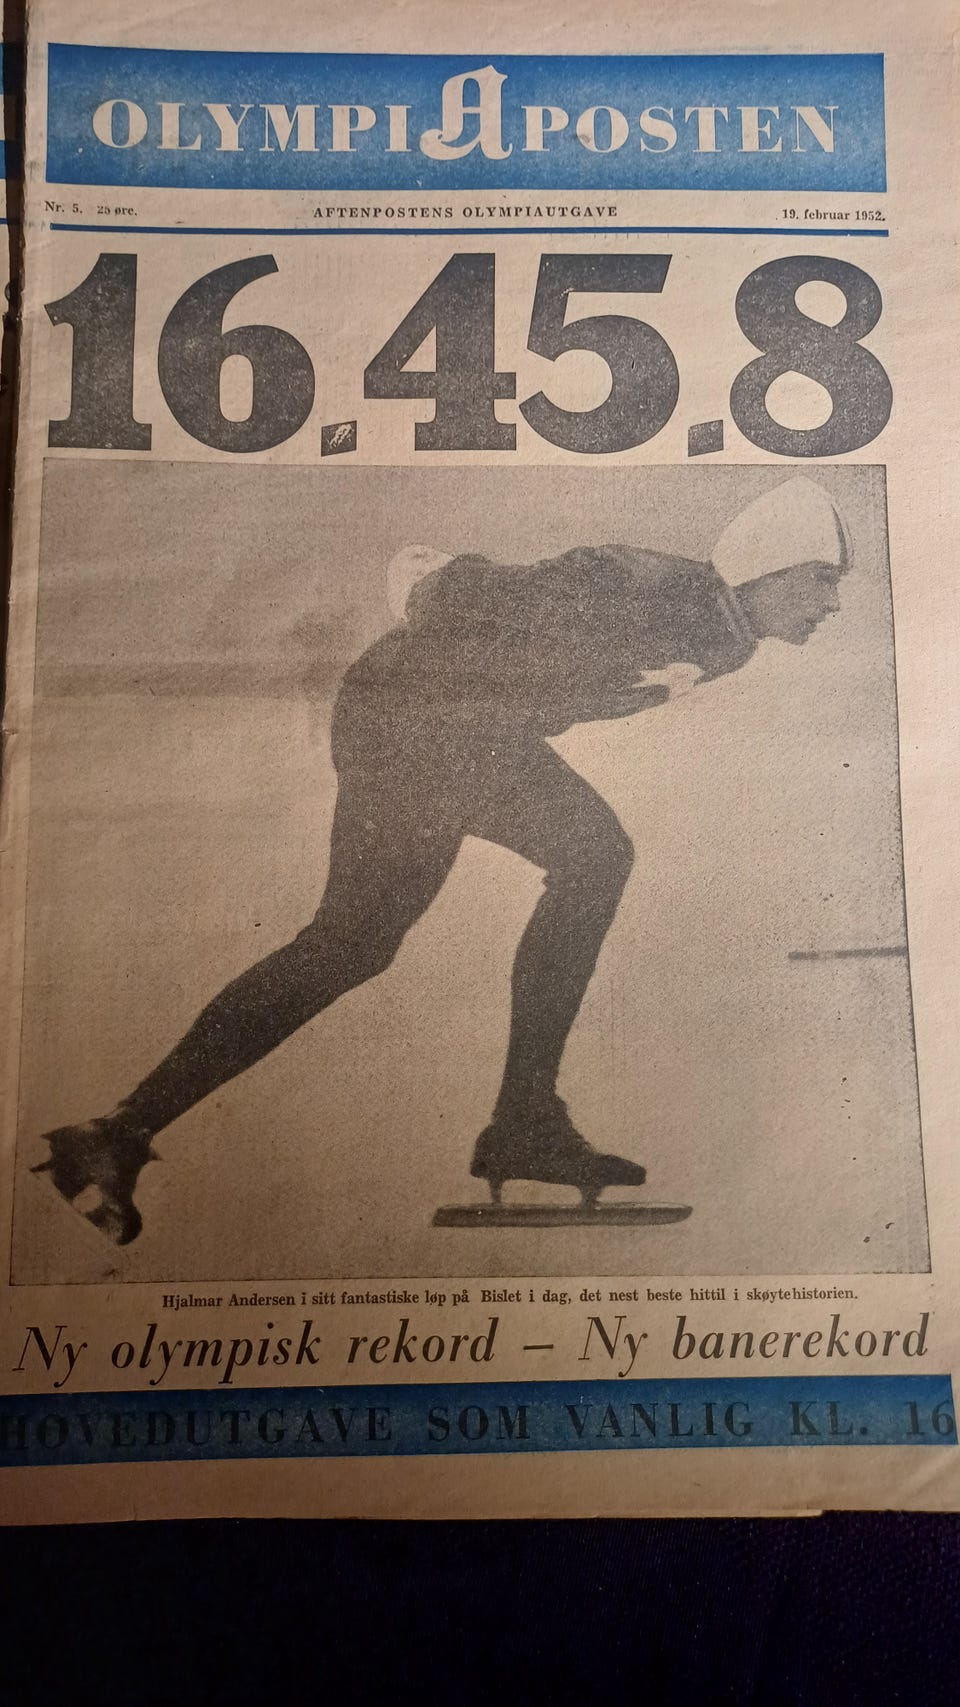 OLYMPIAPOSTEN
Nr. 5. 25 øre. AFTENPOSTENS OLYMPIAUTGAVE 19. februar 1952.
16.45.8
Hjalmar Andersen i sitt fantastiske løp på Bislet i dag, det nest beste hittil i skøytehistorien.
Ny olympisk rekord – Ny banerekord
HOVEDUTGAVE SOM VANLIG KL. 16